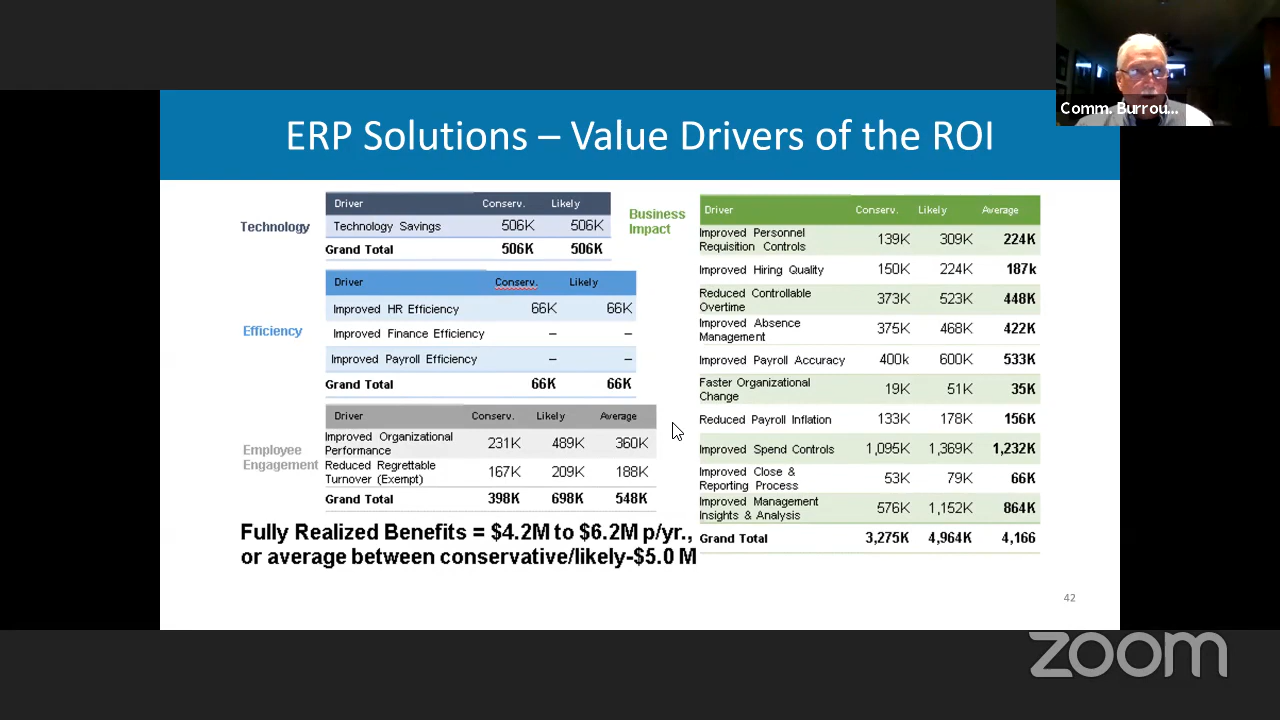 Comm. Burrou...
ERP Solutions – Value Drivers of the ROI
Technology
Driver Conserv. Likely
Technology Savings 506K 506K
Grand Total 506K 506K
Efficiency
Driver Conserv. Likely
Improved HR Efficiency 66K 66K
Improved Finance Efficiency – –
Improved Payroll Efficiency – –
Grand Total 66K 66K
Employee
Engagement
Driver Conserv. Likely Average
Improved Organizational
Performance 231K 489K 360K
Reduced Regrettable
Turnover (Exempt) 167K 209K 188K
Grand Total 398K 698K 548K
Business
Impact
Driver Conserv. Likely Average
Improved Personnel
Requisition Controls 139K 309K 224K
Improved Hiring Quality 150K 224K 187k
Reduced Controllable
Overtime 373K 523K 448K
Improved Absence
Management 375K 468K 422K
Improved Payroll Accuracy 400k 600K 533K
Faster Organizational
Change 19K 51K 35K
Reduced Payroll Inflation 133K 178K 156K
Improved Spend Controls 1,095K 1,369K 1,232K
Improved Close &
Reporting Process 53K 79K 66K
Improved Management
Insights & Analysis 576K 1,152K 864K
Grand Total 3,275K 4,964K 4,166
Fully Realized Benefits = $4.2M to $6.2M p/yr.,
or average between conservative/likely-$5.0 M
42
zoom